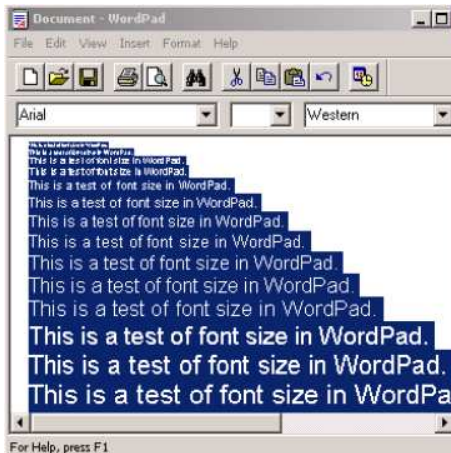 Document - WordPad
File Edit View Insert Format Help
Arial Western
This is a test of font size in WordPad.
This is a test of font size in WordPad.
This is a test of font size in WordPad.
This is a test of font size in WordPad.
This is a test of font size in WordPad.
This is a test of font size in WordPad.
This is a test of font size in WordPad.
This is a test of font size in WordPad.
This is a test of font size in WordPad.
This is a test of font size in WordPad.
This is a test of font size in WordPad.
This is a test of font size in WordPad.
This is a test of font size in WordPa
For Help, press F1